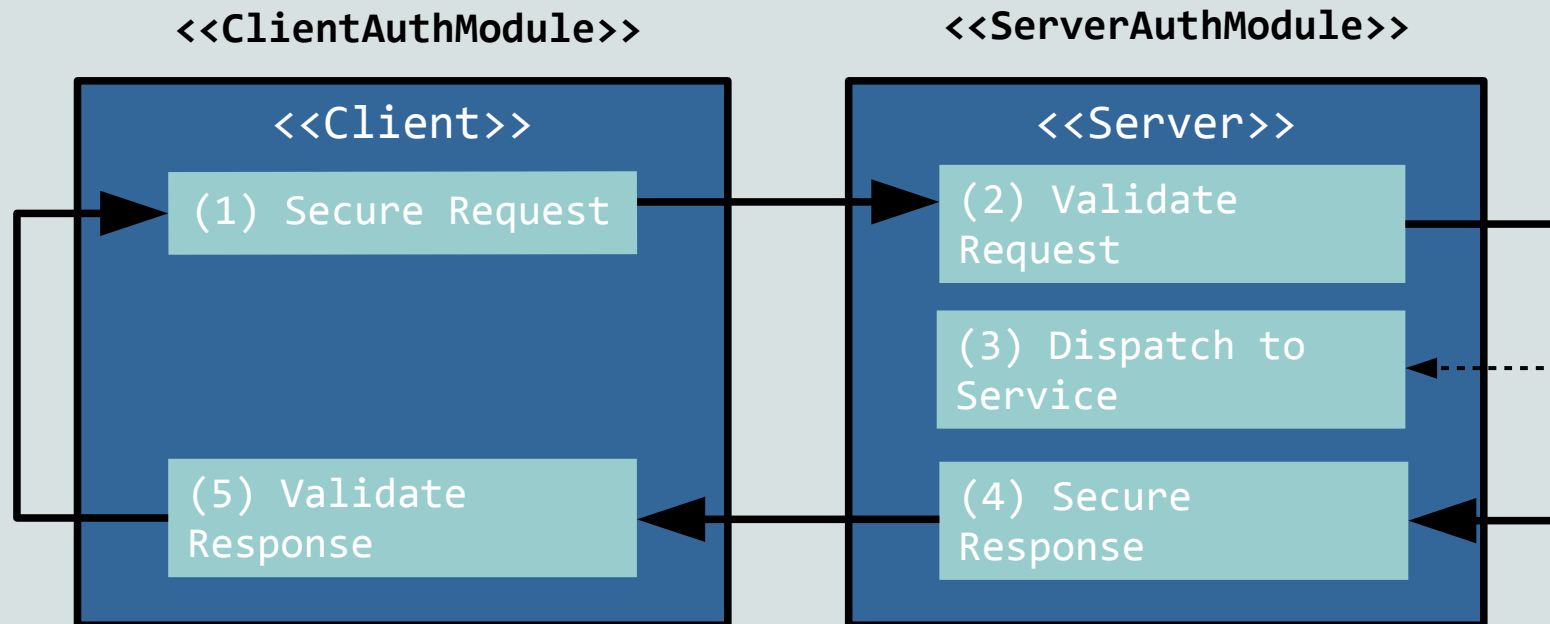 <<ClientAuthModule>>
<<ServerAuthModule>>
<<Client>>
<<Server>>
(1) Secure Request
(2) Validate
Request
(3) Dispatch to
Service
(5) Validate
Response
(4) Secure
Response